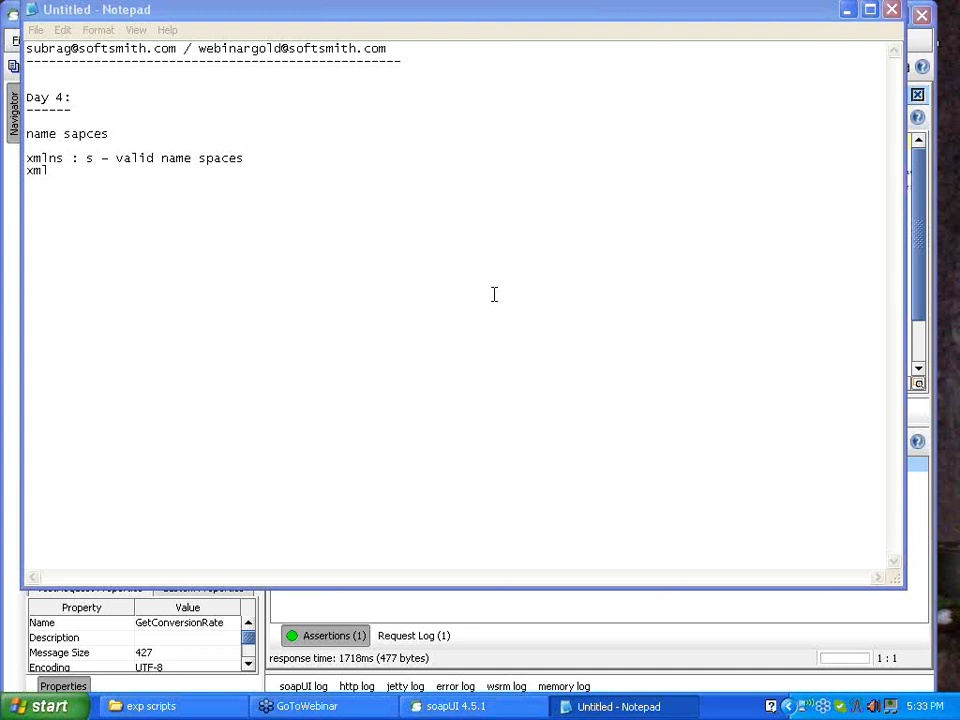 Untitled - Notepad
File Edit Format View Help
subrag@softsmith.com / webinargold@softsmith.com
--------------------------------------------------
Day 4:
------
name sapces
xmlns : s - valid name spaces
xml
Navigator
Property Value
Name GetConversionRate
Description
Message Size 427
Encoding UTF-8
Properties
Assertions (1) Request Log (1)
response time: 1718ms (477 bytes)
1 : 1
soapUI log http log jetty log error log wsrm log memory log
start exp scripts GoToWebinar soapUI 4.5.1 Untitled - Notepad 5:33 PM